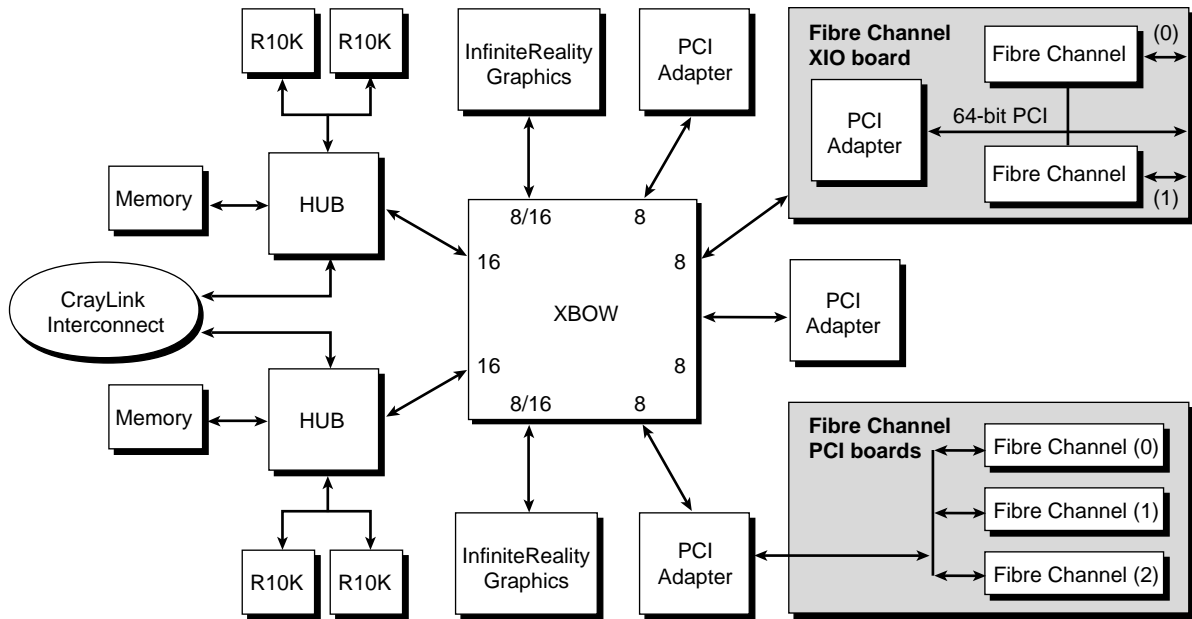 R10K
R10K
InfiniteReality
Graphics
PCI
Adapter
Fibre Channel
XIO board
Fibre Channel
(0)
PCI
Adapter
64-bit PCI
Fibre Channel
(1)
Memory
HUB
8/16
8
16
8
CrayLink
Interconnect
XBOW
PCI
Adapter
16
8
8/16
8
Memory
HUB
Fibre Channel
PCI boards
Fibre Channel (0)
Fibre Channel (1)
Fibre Channel (2)
R10K
R10K
InfiniteReality
Graphics
PCI
Adapter